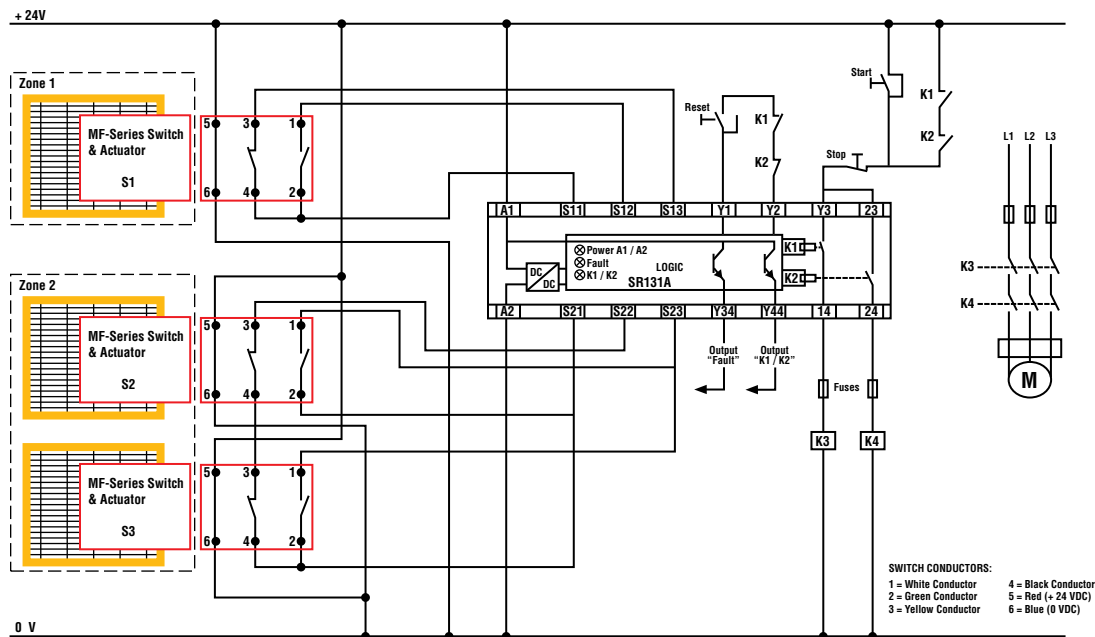 + 24V
Zone 1
MF-Series Switch
& Actuator
S1
5 3 1
6 4 2
Zone 2
MF-Series Switch
& Actuator
S2
5 3 1
6 4 2
MF-Series Switch
& Actuator
S3
5 3 1
6 4 2
Reset
K1
K2
Start
K1
K2
Stop
A1 S11 S12 S13 Y1 Y2 Y3 23
Power A1 / A2
Fault
K1 / K2
LOGIC
SR131A
DC
DC
K1
K2
A2 S21 S22 S23 Y34 Y44 14 24
Output
"Fault"
Output
"K1 / K2"
Fuses
K3 K4
L1 L2 L3
K3
K4
M
SWITCH CONDUCTORS:
1 = White Conductor
2 = Green Conductor
3 = Yellow Conductor
4 = Black Conductor
5 = Red (+ 24 VDC)
6 = Blue (0 VDC)
0 V